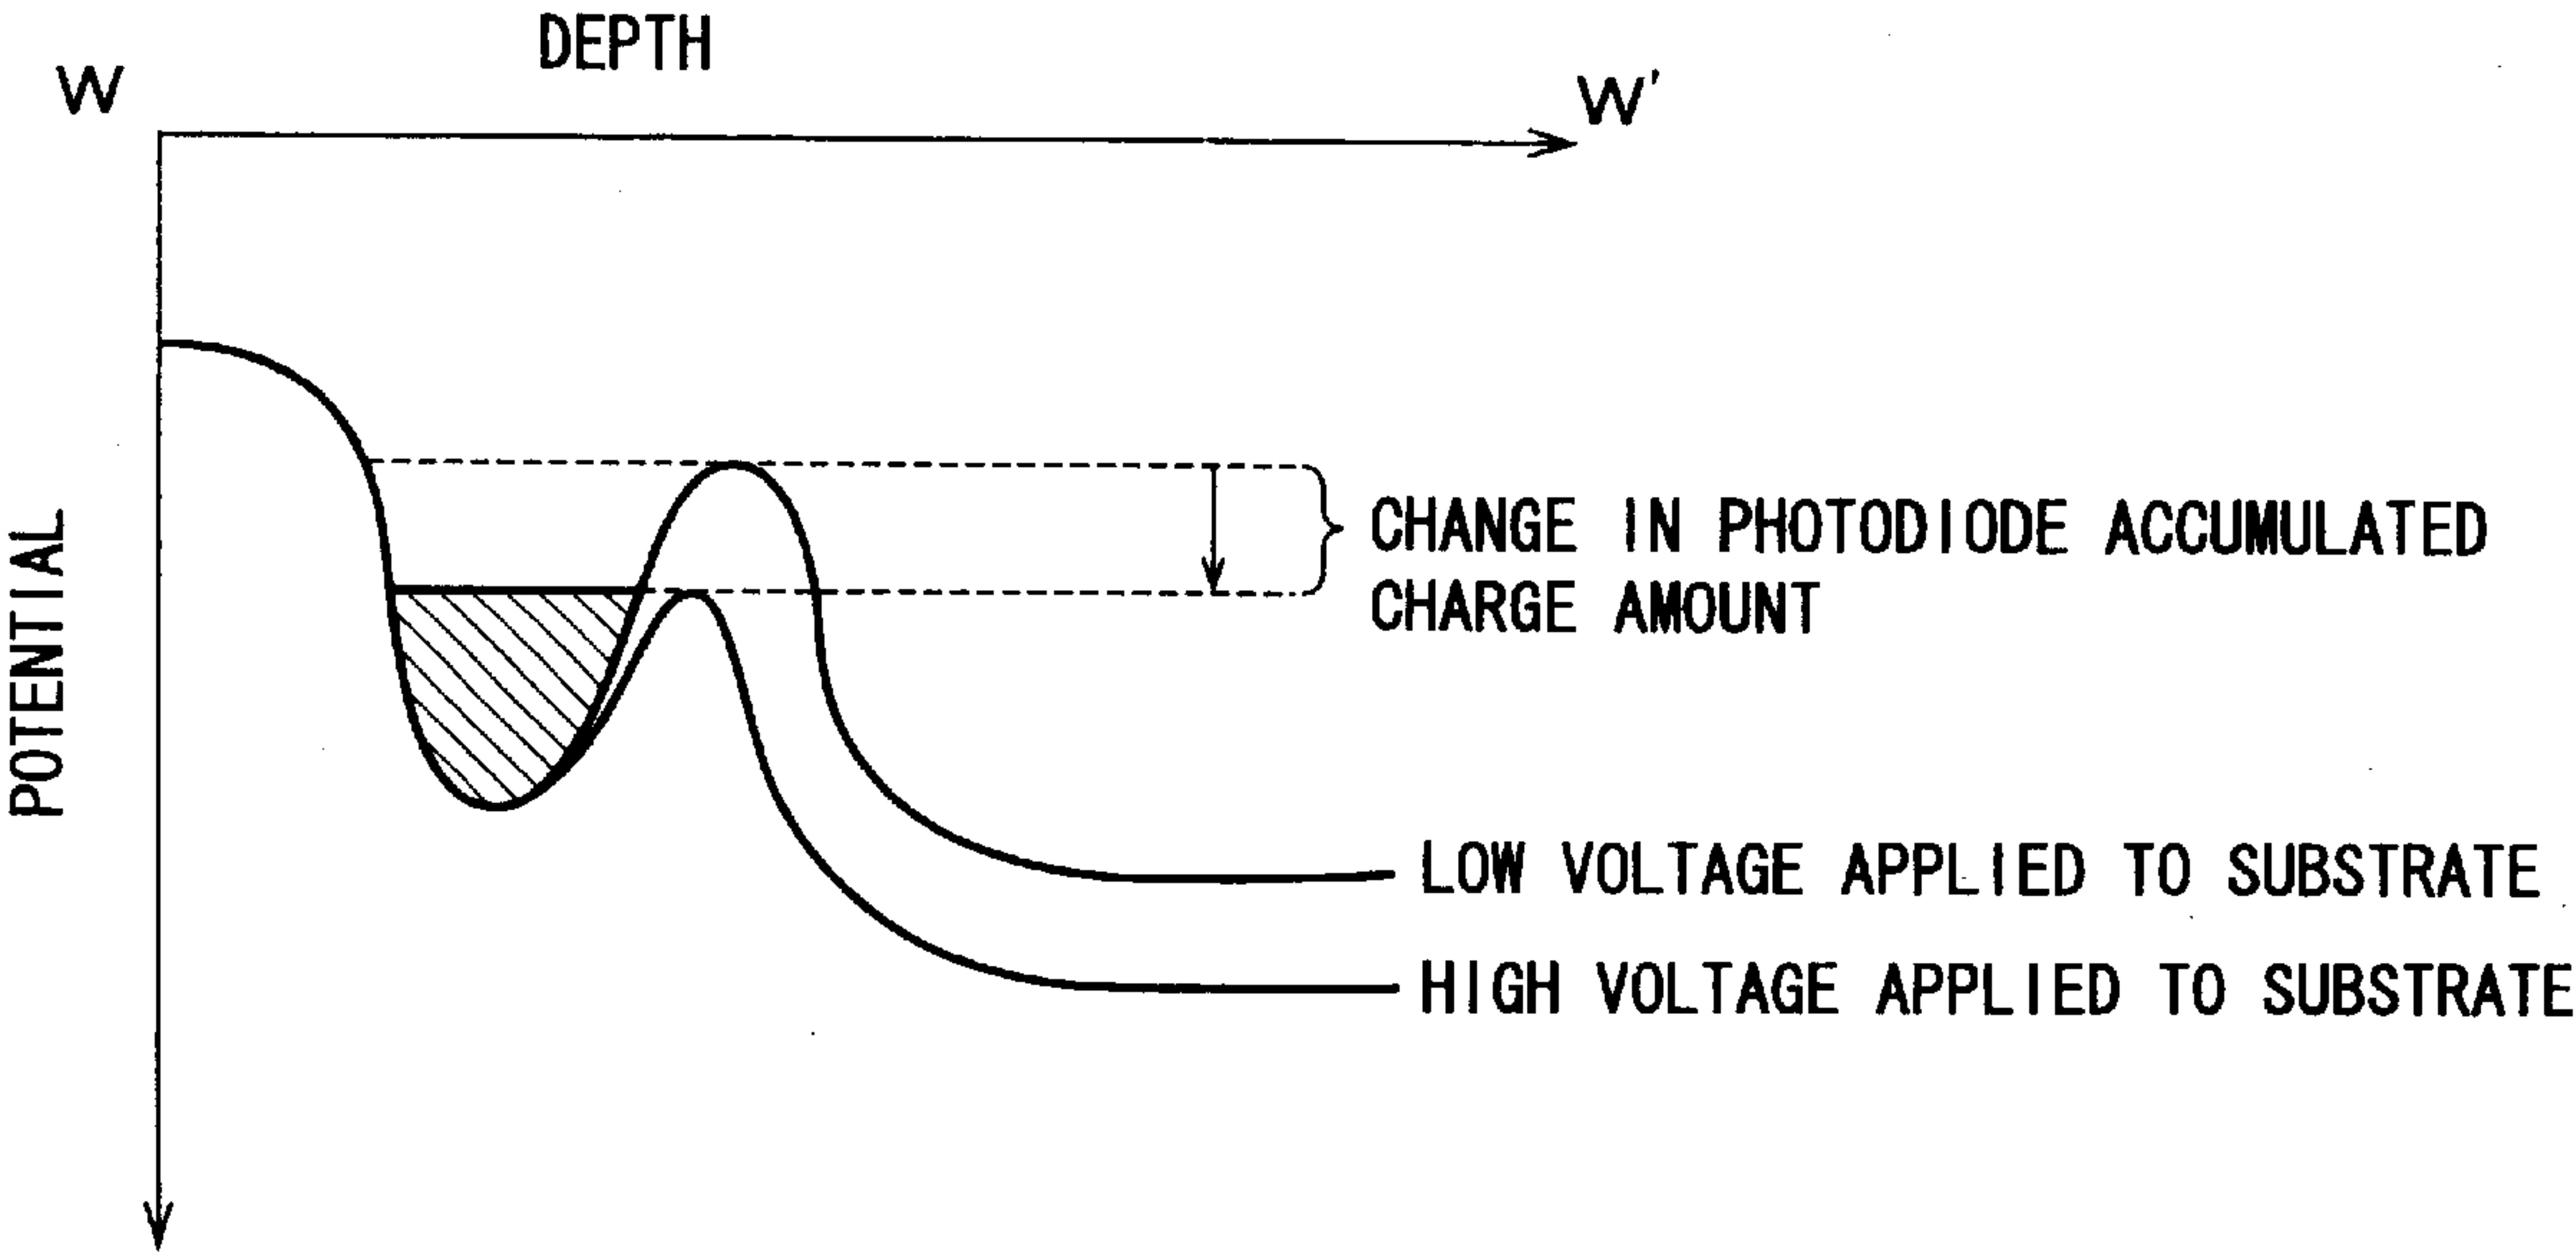 DEPTH
W
W'
POTENTIAL
CHANGE IN PHOTODIODE ACCUMULATED
CHARGE AMOUNT
LOW VOLTAGE APPLIED TO SUBSTRATE
HIGH VOLTAGE APPLIED TO SUBSTRATE